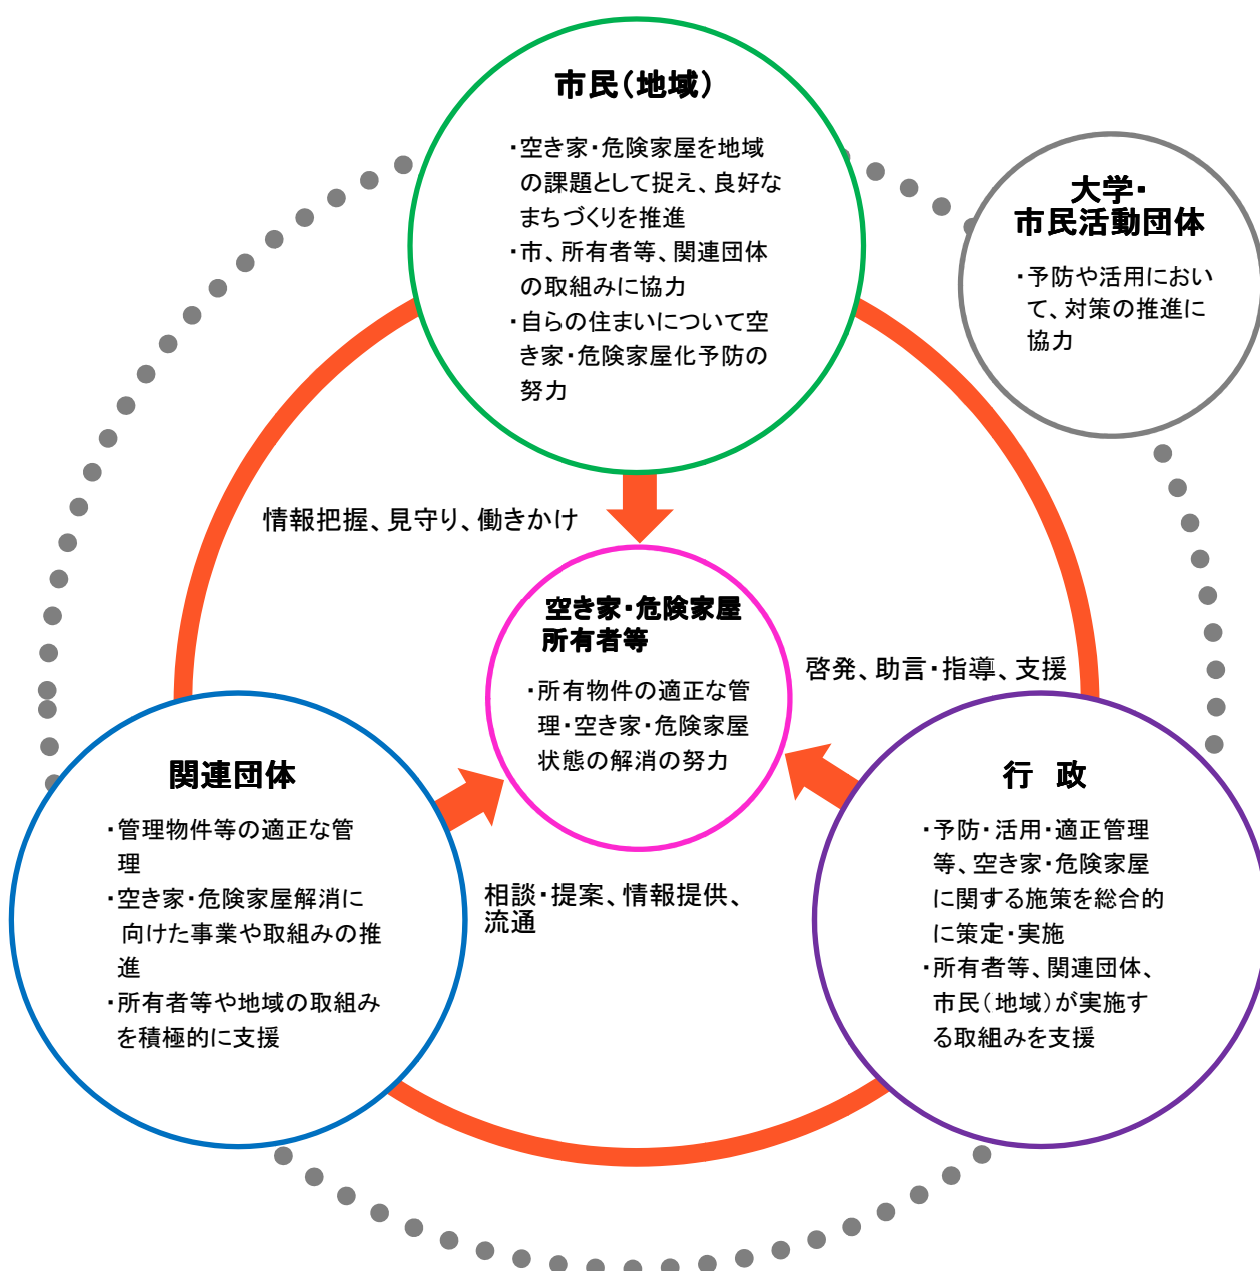 市民(地域)
・空き家・危険家屋を地域
の課題として捉え、良好な
まちづくりを推進
・市、所有者等、関連団体
の取組みに協力
・自らの住まいについて空
き家・危険家屋化予防の
努力
大学・
市民活動団体
・予防や活用におい
て、対策の推進に
協力
情報把握、見守り、働きかけ
空き家・危険家屋
所有者等
・所有物件の適正な管
理・空き家・危険家屋
状態の解消の努力
啓発、助言・指導、支援
関連団体
・管理物件等の適正な管
理
・空き家・危険家屋解消に
向けた事業や取組みの推
進
・所有者等や地域の取組み
を積極的に支援
相談・提案、情報提供、
流通
行 政
・予防・活用・適正管理
等、空き家・危険家屋
に関する施策を総合的
に策定・実施
・所有者等、関連団体、
市民(地域)が実施す
る取組みを支援